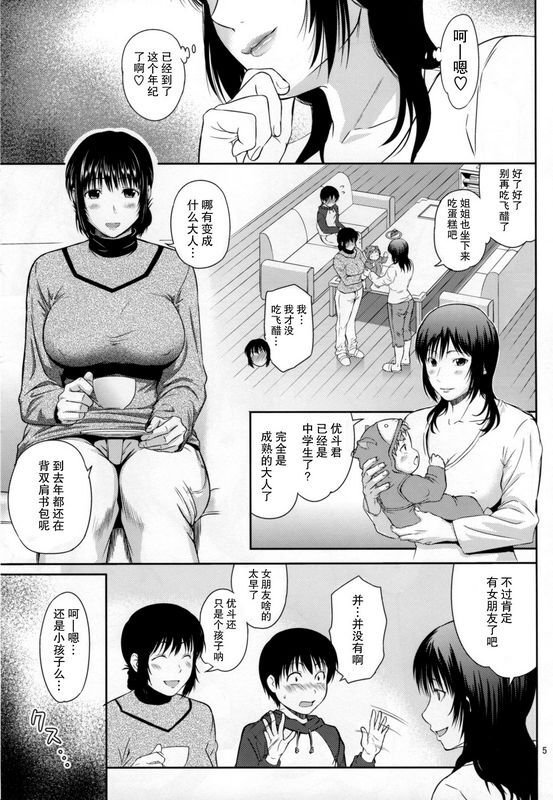 呵ー嗯♡
已经到了
这个年纪
了啊♡
好了好了
别再吃飞醋
了
姐姐也坐下来
吃蛋糕吧
我…
我才没
吃飞醋…
哪有变成
什么大人…
优斗君
已经是
中学生了?
完全是
成熟的大人了
到去年都还在
背双肩书包呢
不过肯定
有女朋友了吧
并…
并没有啊
女朋友啥的
太早了
优斗还
只是个孩子呐
呵ー嗯…
还是小孩子么…
クス…
5